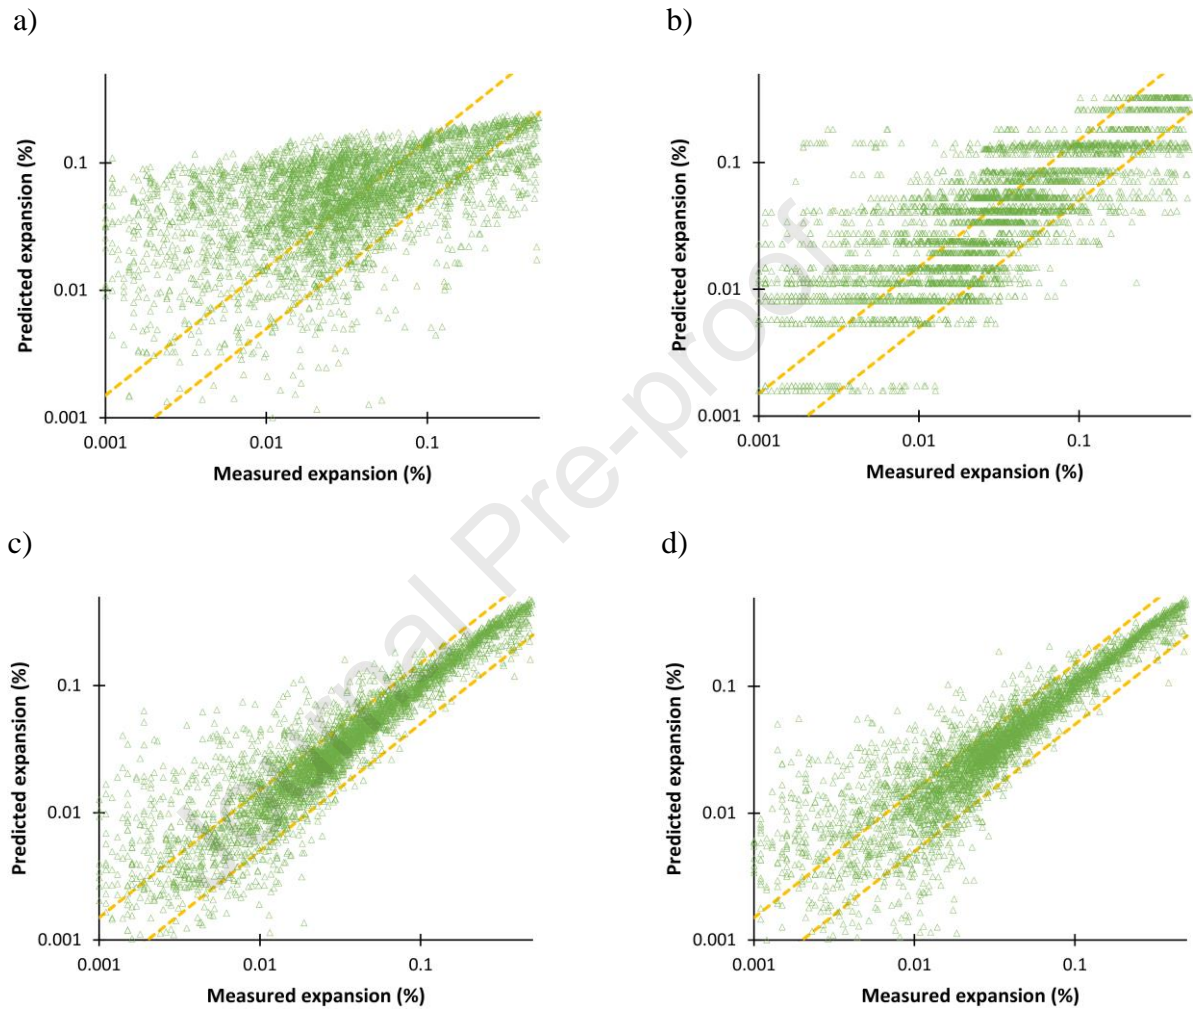 a)
b)
Predicted expansion (%)
0.1
0.01
0.001
0.001
0.01
0.1
Measured expansion (%)
Predicted expansion (%)
0.1
0.01
0.001
0.001
0.01
0.1
Measured expansion (%)
Journal Pre-proof
c)
d)
Predicted expansion (%)
0.1
0.01
0.001
0.001
0.01
0.1
Measured expansion (%)
Predicted expansion (%)
0.1
0.01
0.001
0.001
0.01
0.1
Measured expansion (%)